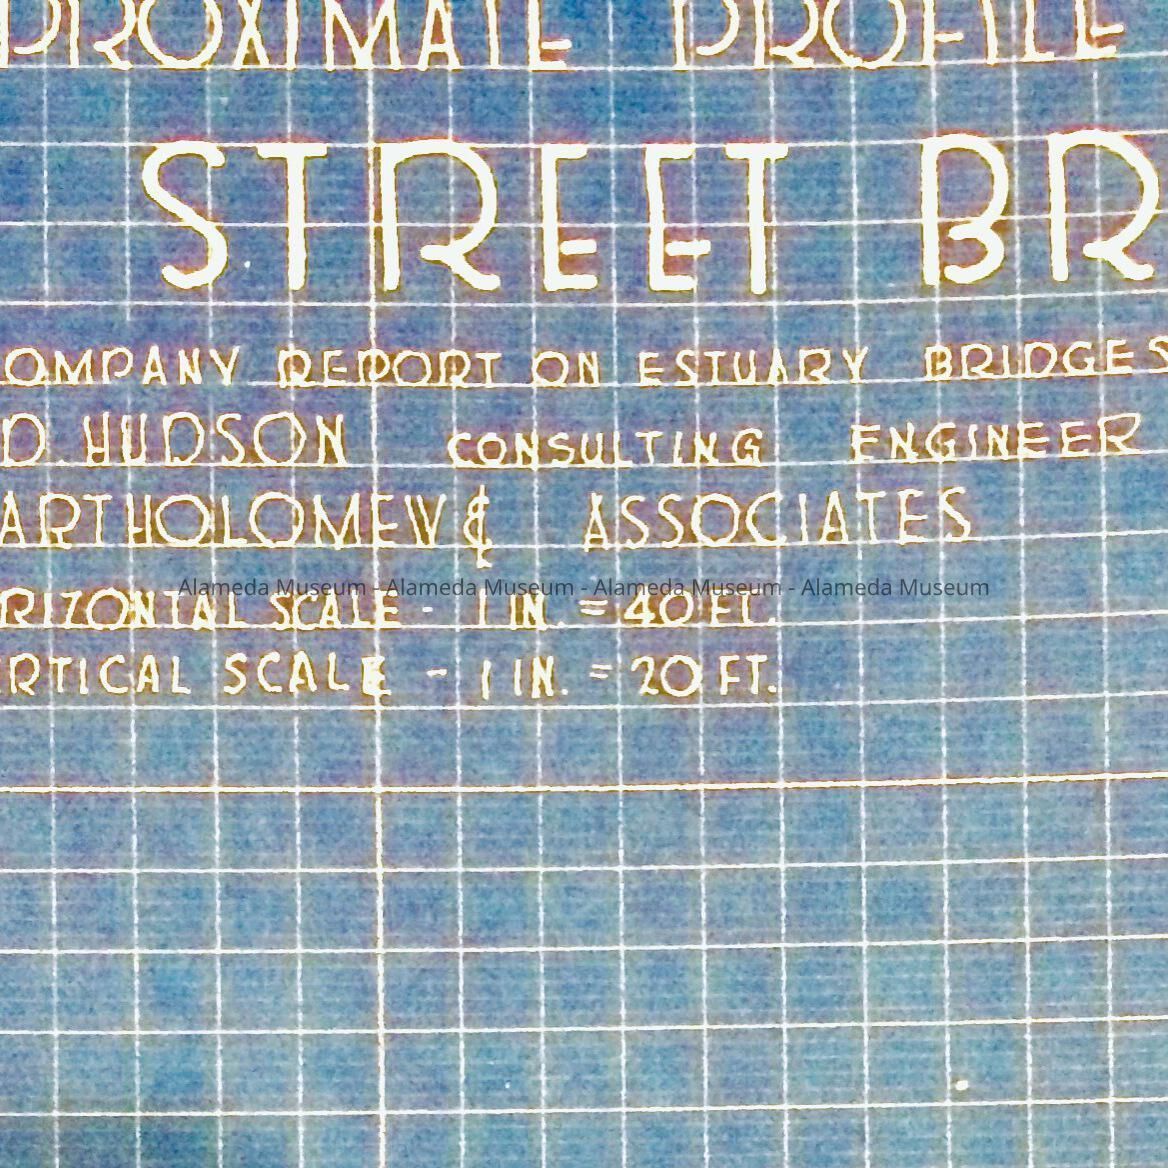 PROXIMATE PROFILE
STREET BR
OMPANY REPORT ON ESTUARY BRIDGES
D. HUDSON CONSULTING ENGINEER
ARTHOLOMEW & ASSOCIATES
Alameda Museum - Alameda Museum - Alameda Museum - Alameda Museum
RIZONTAL SCALE - 1 IN. = 40 FT.
ERTICAL SCALE - 1 IN. = 20 FT.